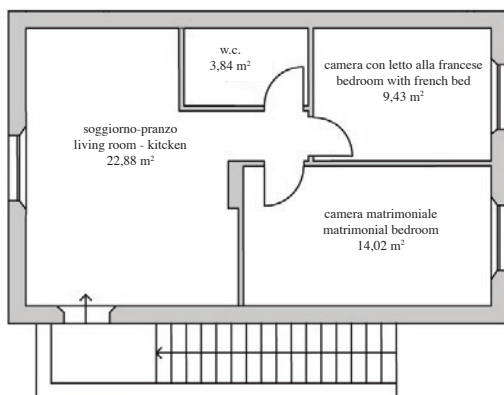 w.c.
3,84 m²
camera con letto alla francese
bedroom with french bed
9,43 m²
soggiorno-pranzo
living room - kitcken
22,88 m²
camera matrimoniale
matrimonial bedroom
14,02 m²